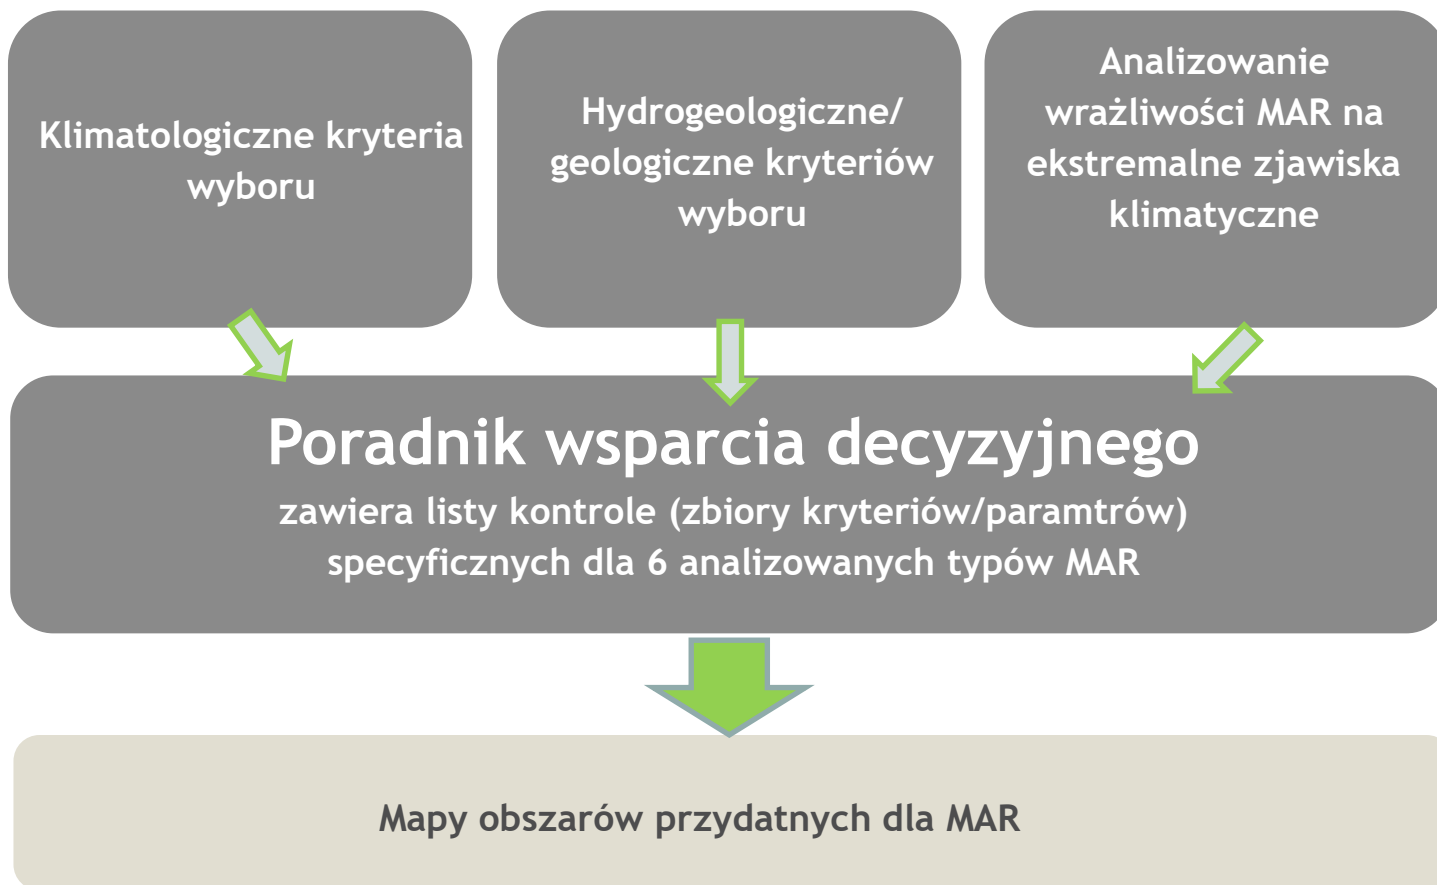 Klimatologiczne kryteria
wyboru
Hydrogeologiczne/
geologiczne kryteriów
wyboru
Analizowanie
wrażliwości MAR na
ekstremalne zjawiska
klimatyczne
Poradnik wsparcia decyzyjnego
zawiera listy kontrole (zbiory kryteriów/paramtrów)
specyficznych dla 6 analizowanych typów MAR
Mapy obszarów przydatnych dla MAR